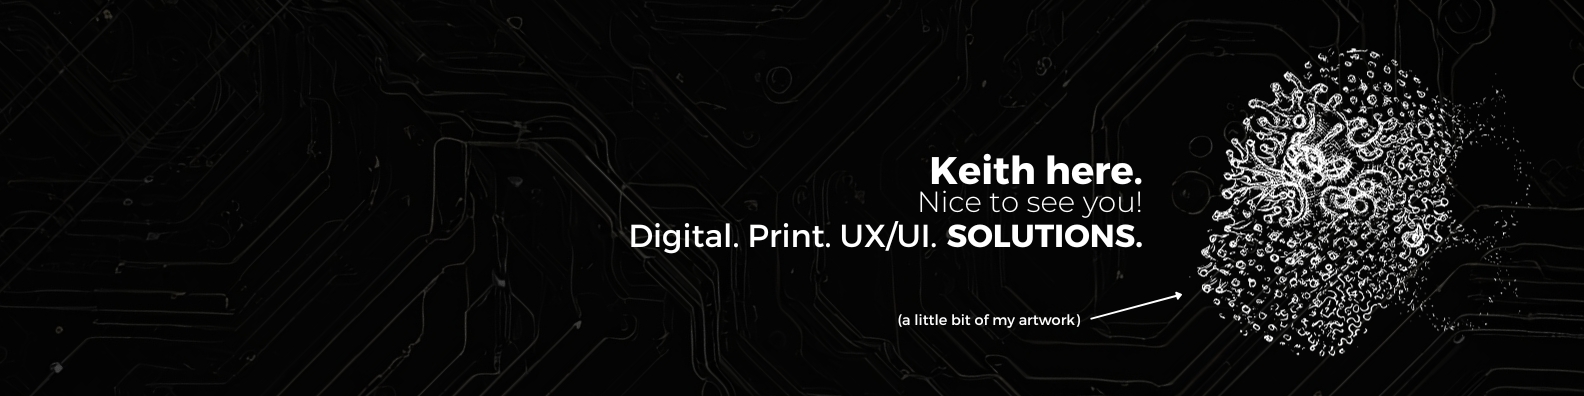 Keith here.
Nice to see you!
Digital. Print. UX/UI. SOLUTIONS.
(a little bit of my artwork)